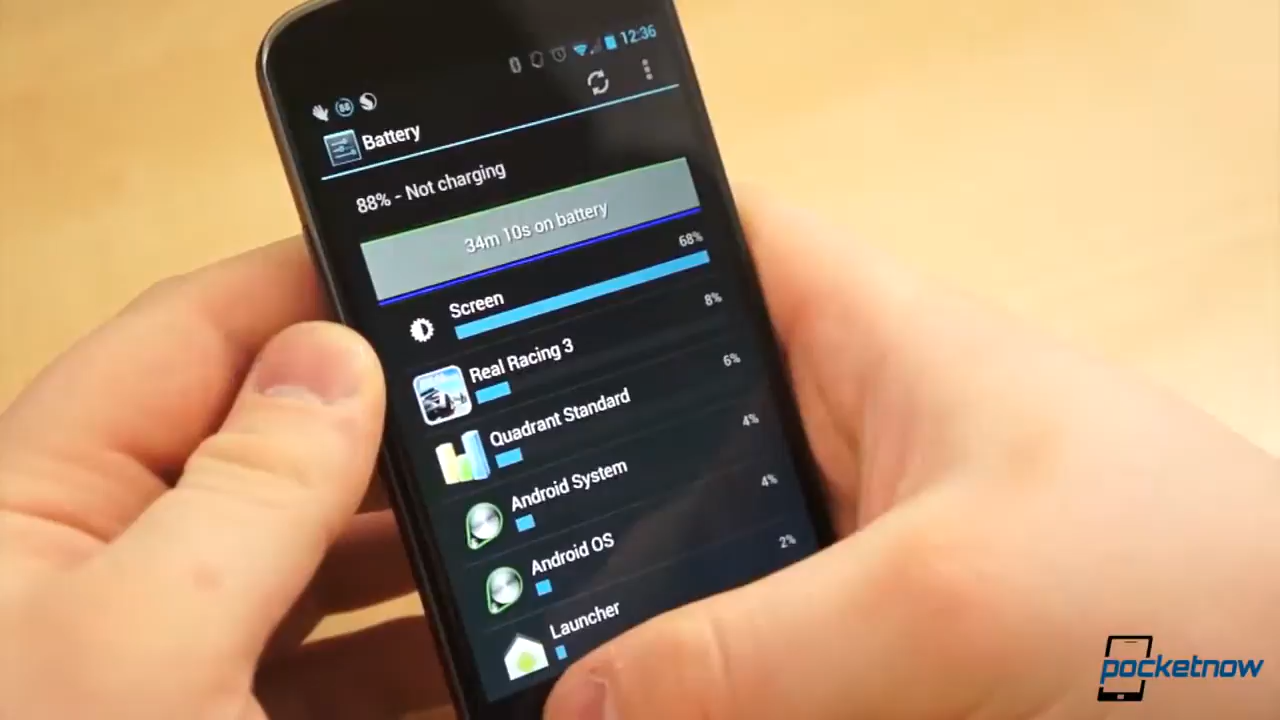 12:36
88
Battery
88% - Not charging
34m 10s on battery
Screen 68%
Real Racing 3 8%
Quadrant Standard 6%
Android System 4%
Android OS 4%
Launcher 2%
pocketnow